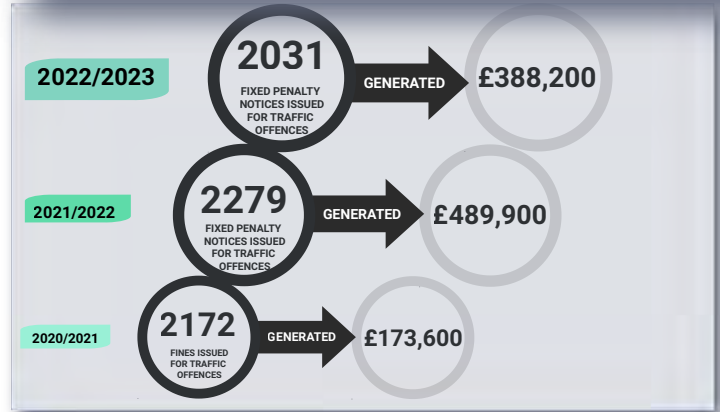 2022/2023
2031
FIXED PENALTY
NOTICES ISSUED
FOR TRAFFIC
OFFENCES
GENERATED
£388,200
2021/2022
2279
FIXED PENALTY
NOTICES ISSUED
FOR TRAFFIC
OFFENCES
GENERATED
£489,900
2020/2021
2172
FINES ISSUED
FOR TRAFFIC
OFFENCES
GENERATED
£173,600